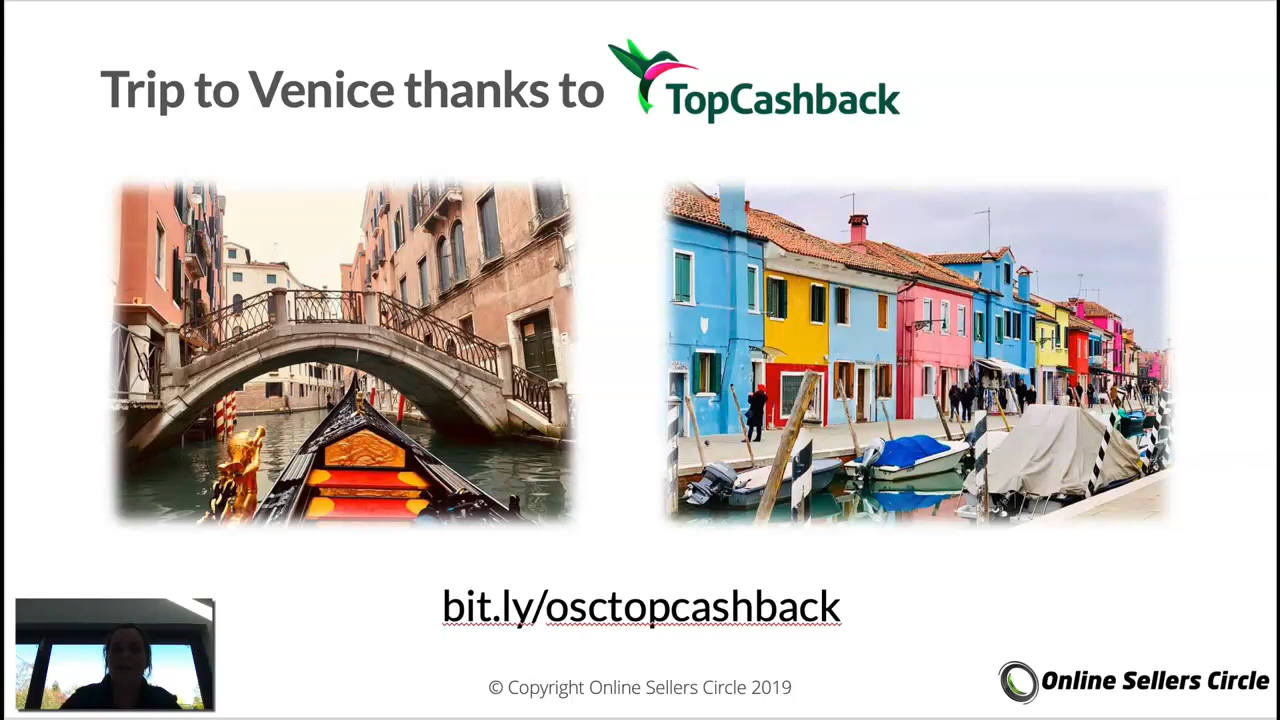 Trip to Venice thanks to TopCashback
bit.ly/osctopcashback
© Copyright Online Sellers Circle 2019
Online Sellers Circle